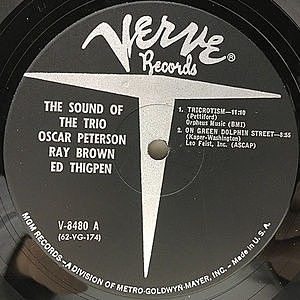 Verve®
Records
THE SOUND OF
THE TRIO
OSCAR PETERSON
RAY BROWN
ED THIGPEN
1. TRICROTISM—11:10
(Pettiford)
Orpheus Music (BMI)
2. ON GREEN DOLPHIN STREET—8:55
(Kaper-Washington)
Leo Feist, Inc. (ASCAP)
V-8480 A
(62-VG-174)
MGM RECORDS—A DIVISION OF METRO-GOLDWYN-MAYER, INC.—Made in U.S.A.